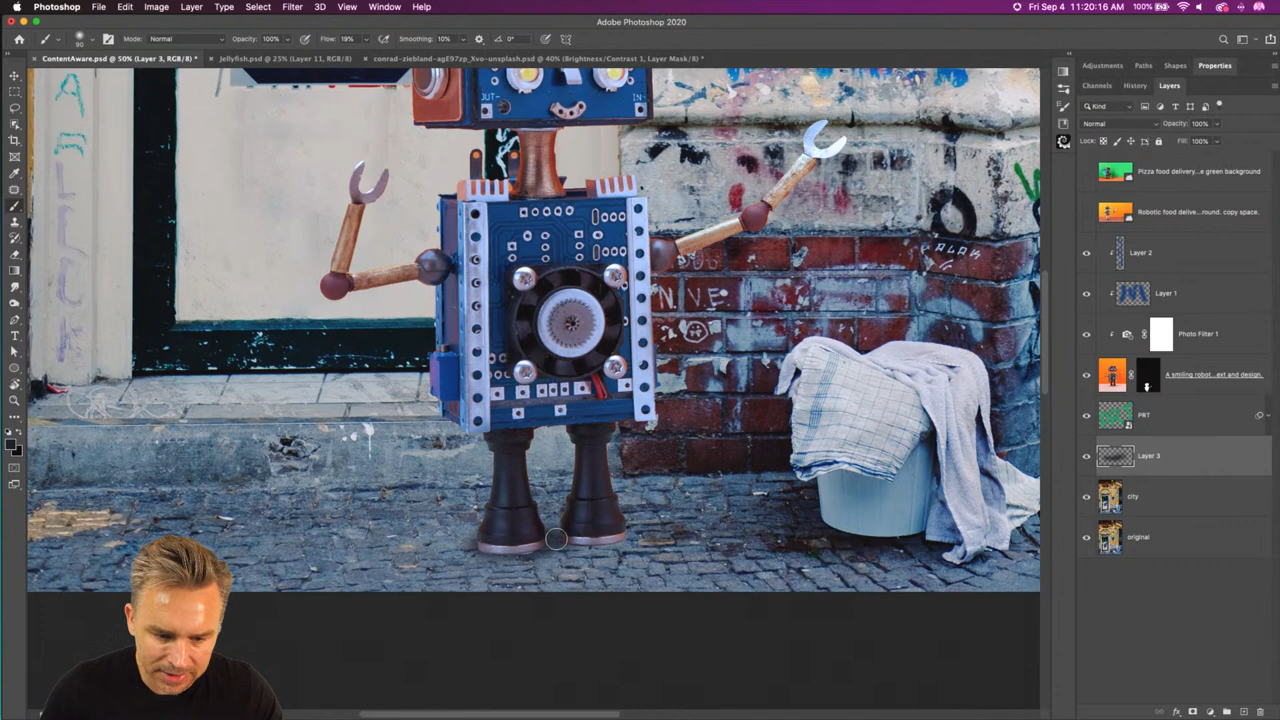 Photoshop File Edit Image Layer Type Select Filter 3D View Window Help
100% Fri Sep 4 11:20:16 AM
Adobe Photoshop 2020
90 Mode: Normal Opacity: 100% Flow: 19% Smoothing: 10% 0°
ContentAware.psd @ 50% (Layer 3, RGB/8) * Jellyfish.psd @ 25% (Layer 11, RGB/8) conrad-ziebland-agE97zp_Xvo-unsplash.psd @ 40% (Brightness/Contrast 1, Layer Mask/8) *
Adjustments Paths Shapes Properties
Channels History Layers
Kind
Normal Opacity: 100%
Lock: Fill: 100%
Pizza food delivery...e green background
Robotic food delive...round. copy space.
Layer 2
Layer 1
Photo Filter 1
A smiling robot...ext and design.
PRT
Layer 3
city
original
OUT- IN-
N.V.E.